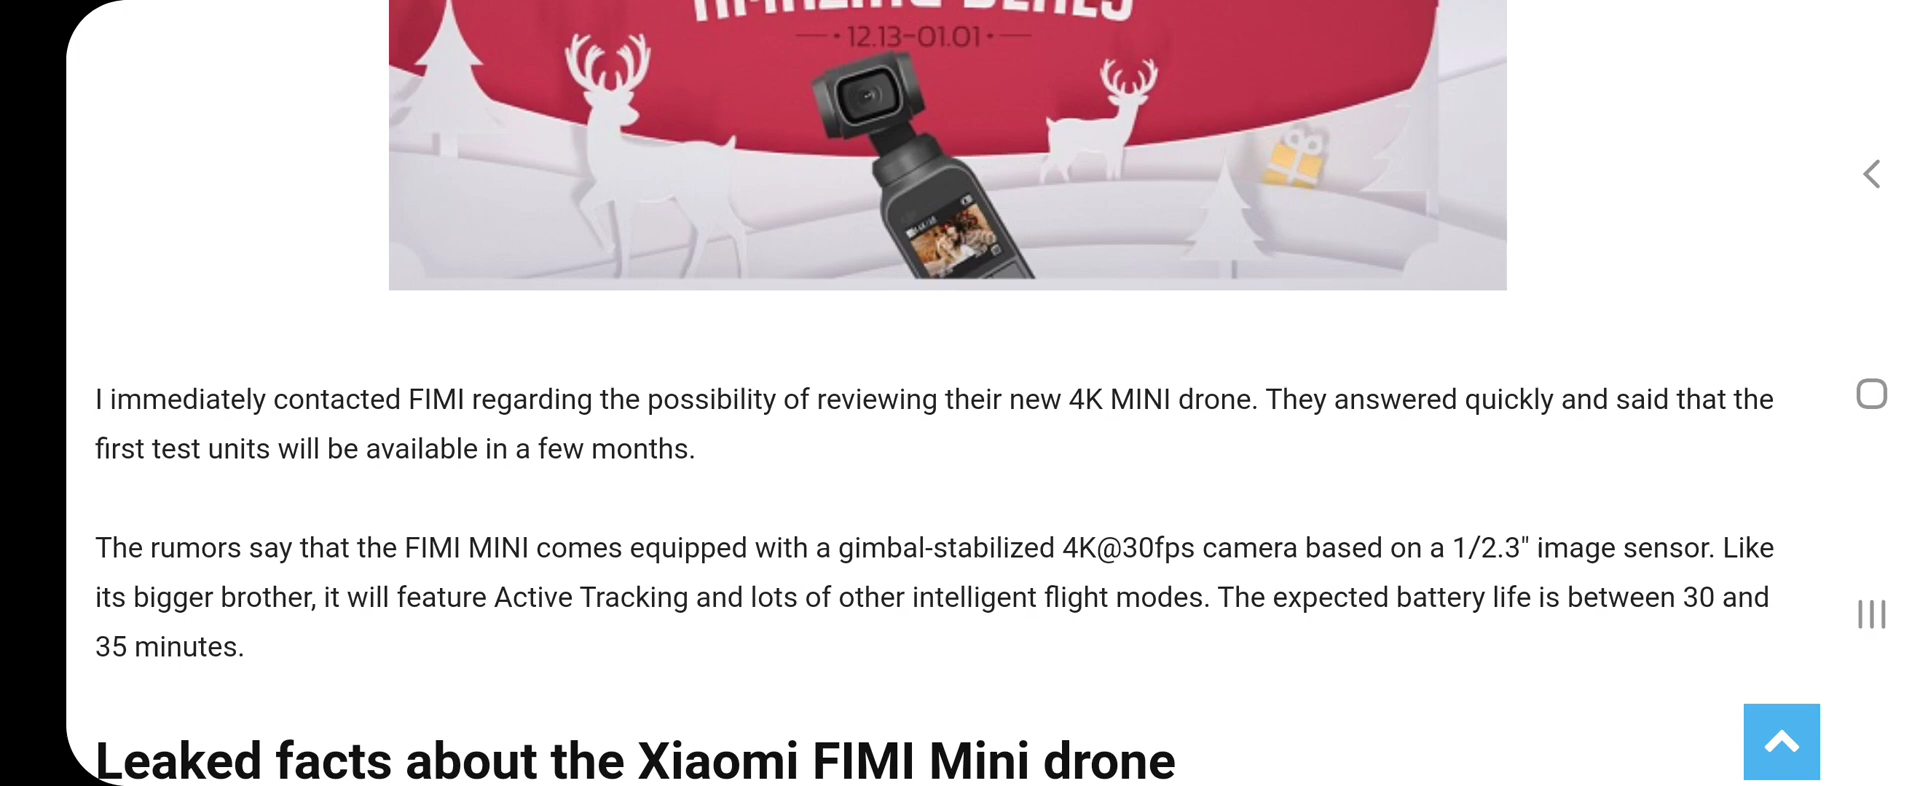 AMAZING DEALS
12.13-01.01
I immediately contacted FIMI regarding the possibility of reviewing their new 4K MINI drone. They answered quickly and said that the
first test units will be available in a few months.
The rumors say that the FIMI MINI comes equipped with a gimbal-stabilized 4K@30fps camera based on a 1/2.3" image sensor. Like
its bigger brother, it will feature Active Tracking and lots of other intelligent flight modes. The expected battery life is between 30 and
35 minutes.
Leaked facts about the Xiaomi FIMI Mini drone